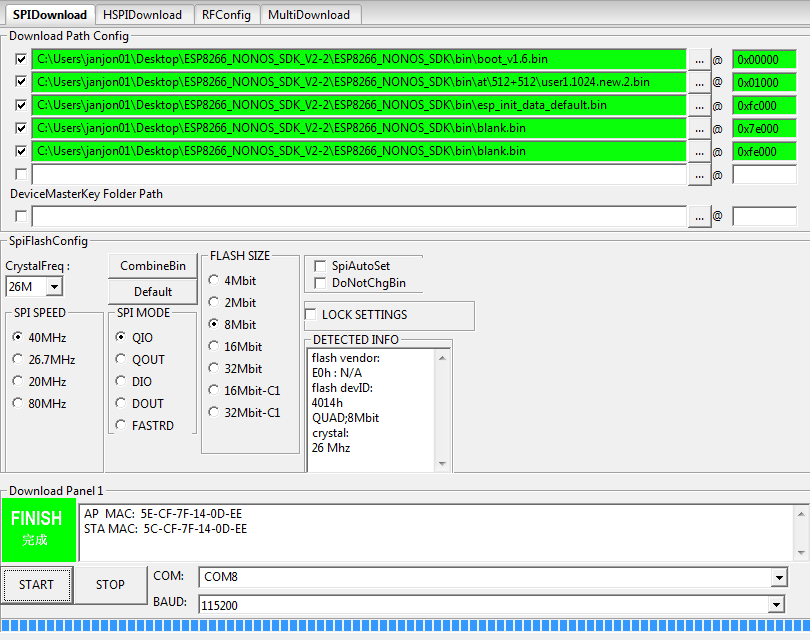 SPIDownload HSPIDownload RFConfig MultiDownload
Download Path Config
C:\Users\janjon01\Desktop\ESP8266_NONOS_SDK_V2-2\ESP8266_NONOS_SDK\bin\boot_v1.6.bin ... @ 0x00000
C:\Users\janjon01\Desktop\ESP8266_NONOS_SDK_V2-2\ESP8266_NONOS_SDK\bin\at\512+512\user1.1024.new.2.bin ... @ 0x01000
C:\Users\janjon01\Desktop\ESP8266_NONOS_SDK_V2-2\ESP8266_NONOS_SDK\bin\esp_init_data_default.bin ... @ 0xfc000
C:\Users\janjon01\Desktop\ESP8266_NONOS_SDK_V2-2\ESP8266_NONOS_SDK\bin\blank.bin ... @ 0x7e000
C:\Users\janjon01\Desktop\ESP8266_NONOS_SDK_V2-2\ESP8266_NONOS_SDK\bin\blank.bin ... @ 0xfe000
... @
DeviceMasterKey Folder Path
... @
SpiFlashConfig
CrystalFreq :
26M
CombineBin
Default
SPI SPEED
40MHz
26.7MHz
20MHz
80MHz
SPI MODE
QIO
QOUT
DIO
DOUT
FASTRD
FLASH SIZE
4Mbit
2Mbit
8Mbit
16Mbit
32Mbit
16Mbit-C1
32Mbit-C1
SpiAutoSet
DoNotChgBin
LOCK SETTINGS
DETECTED INFO
flash vendor:
E0h : N/A
flash devID:
4014h
QUAD;8Mbit
crystal:
26 Mhz
Download Panel 1
FINISH
完成
AP MAC: 5E-CF-7F-14-0D-EE
STA MAC: 5C-CF-7F-14-0D-EE
START STOP
COM: COM8
BAUD: 115200